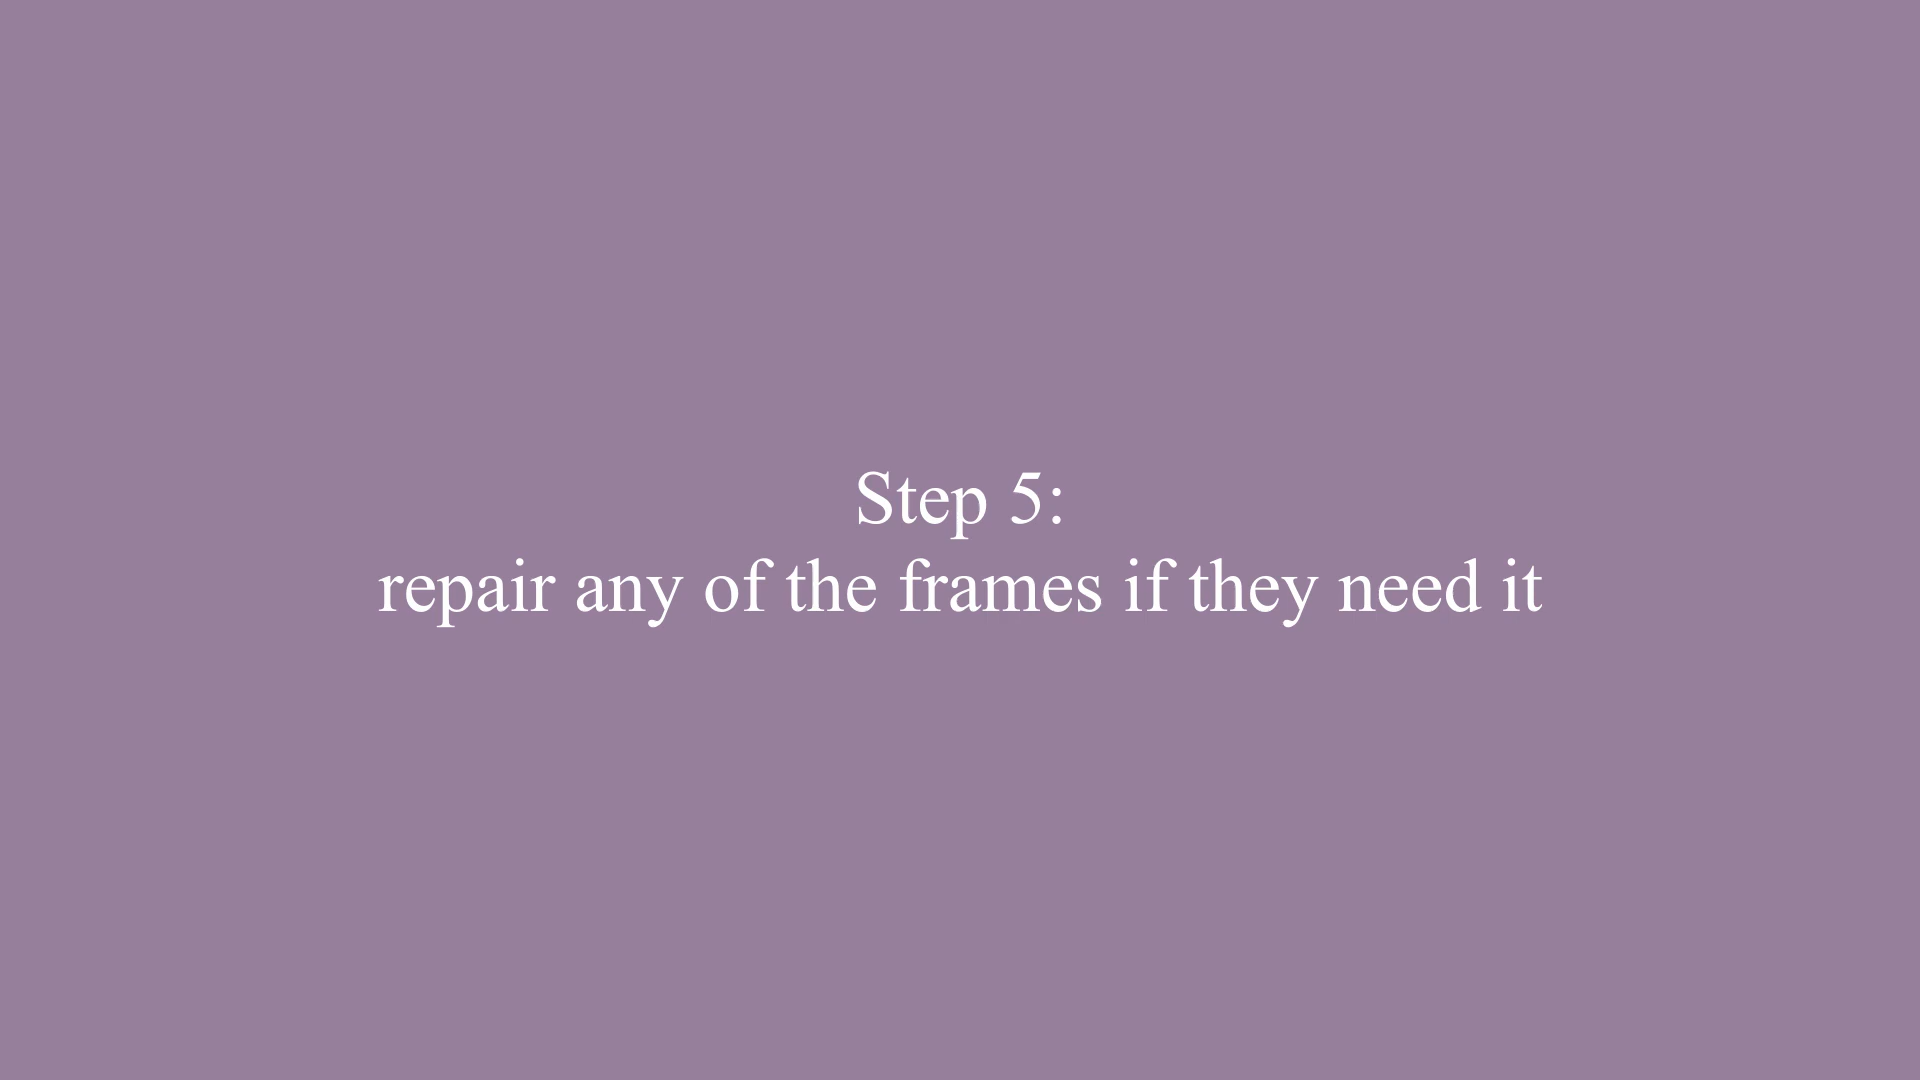 Step 5:
repair any of the frames if they need it